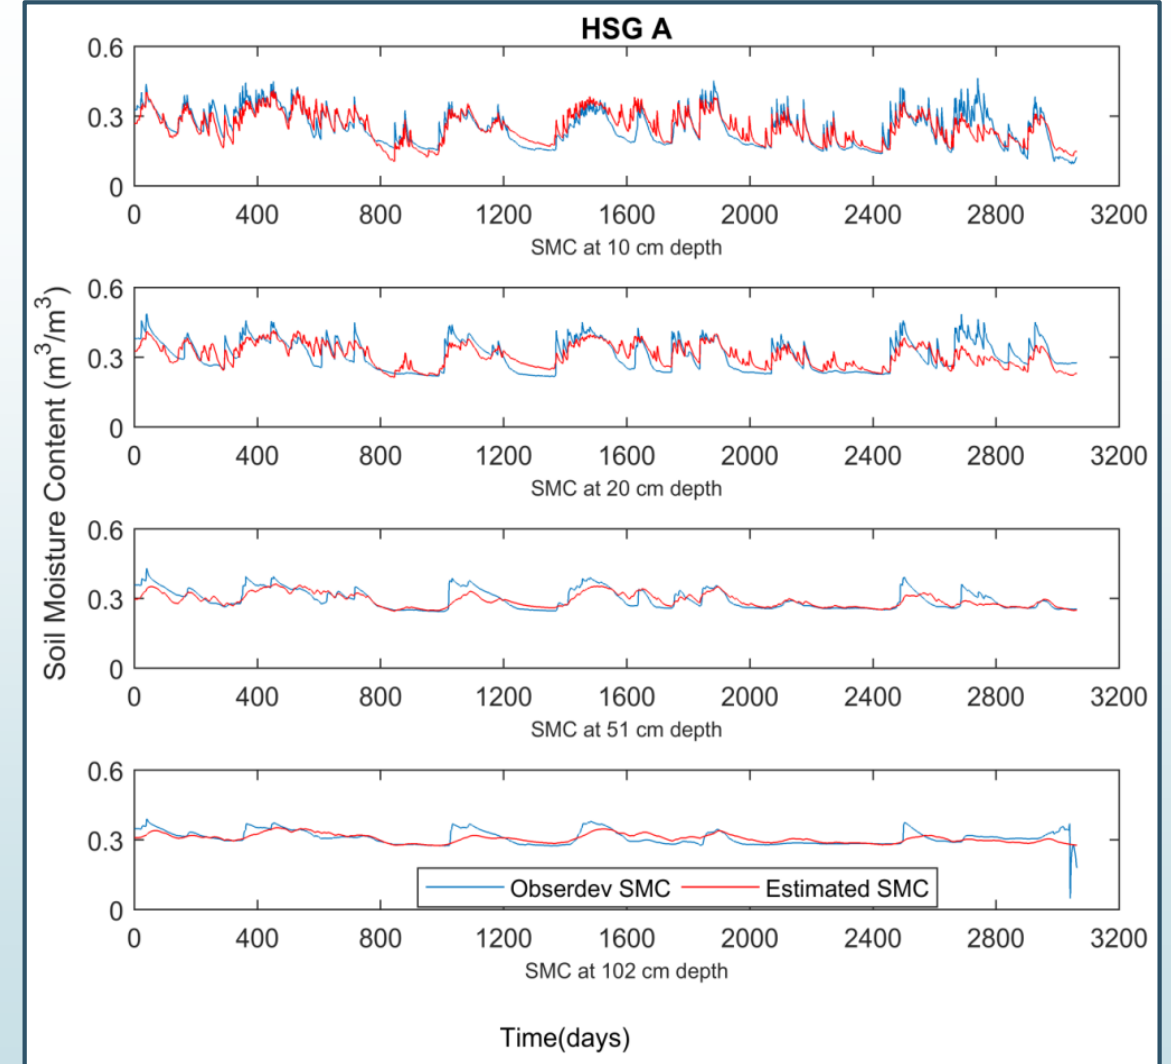 HSG A
Soil Moisture Content (m³/m³)
0.6
0.3
0
0 400 800 1200 1600 2000 2400 2800 3200
SMC at 10 cm depth
0.6
0.3
0
0 400 800 1200 1600 2000 2400 2800 3200
SMC at 20 cm depth
0.6
0.3
0
0 400 800 1200 1600 2000 2400 2800 3200
SMC at 51 cm depth
0.6
0.3
0
Obserdev SMC Estimated SMC
0 400 800 1200 1600 2000 2400 2800 3200
SMC at 102 cm depth
Time(days)